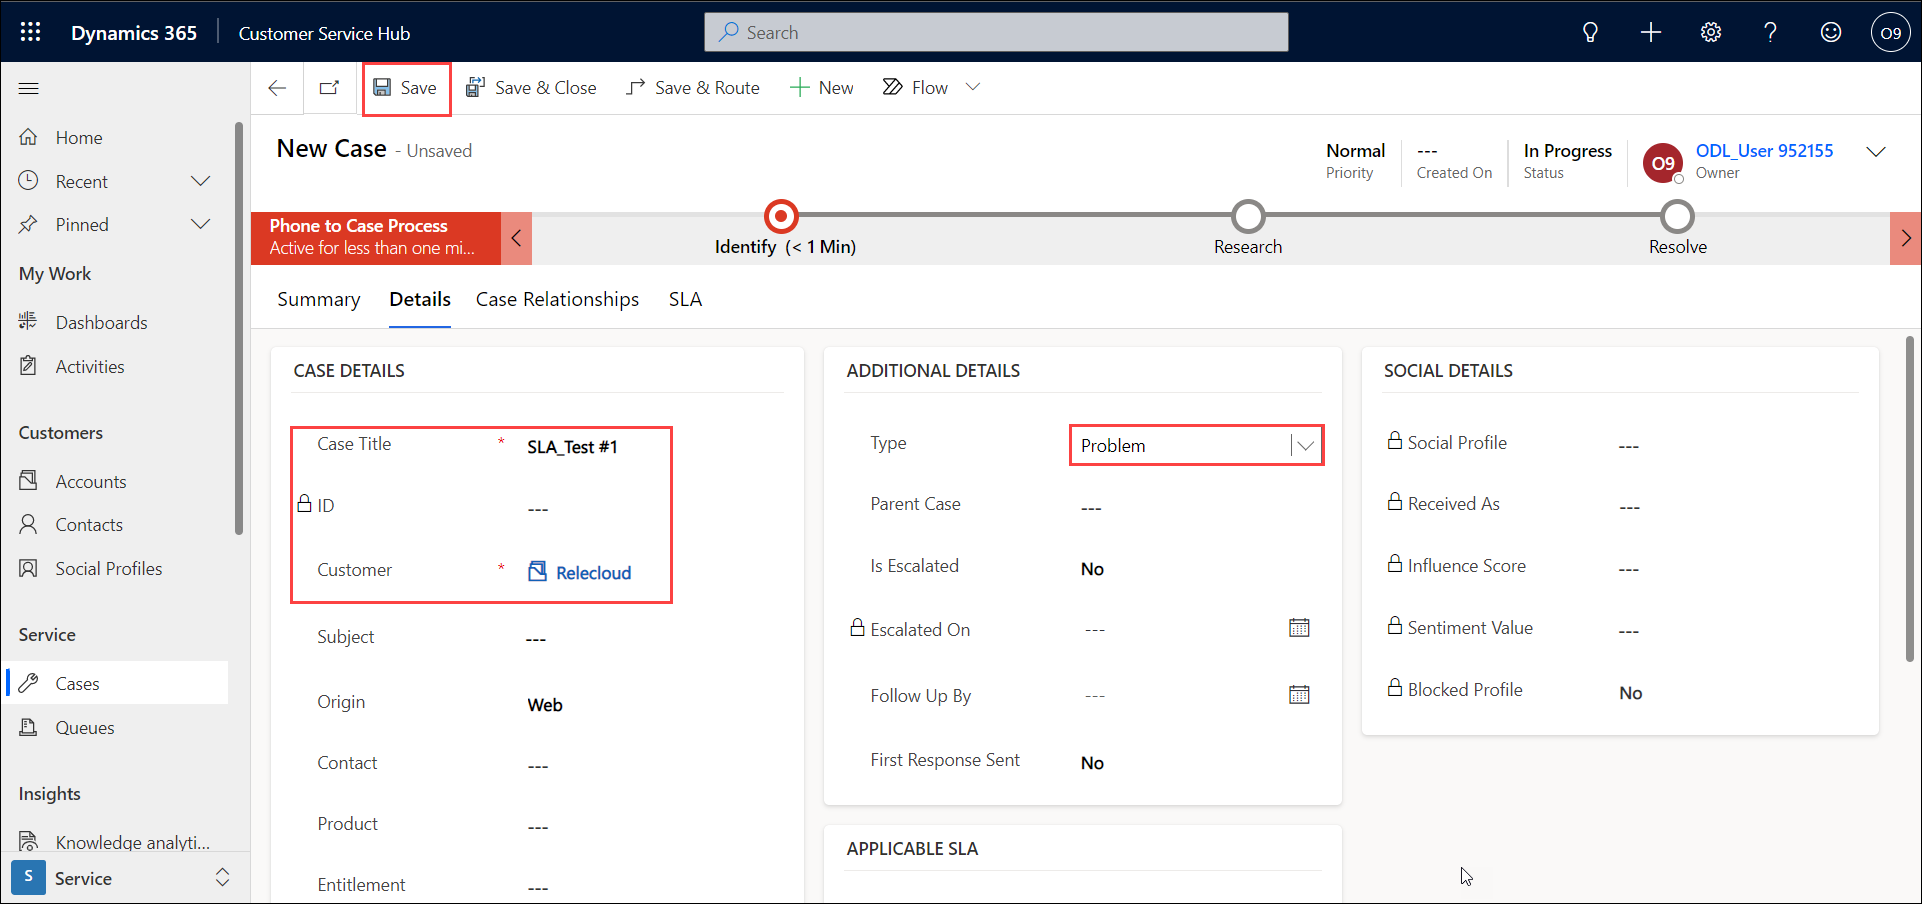 Dynamics 365
Customer Service Hub
Search
O9
Save
Save & Close
Save & Route
New
Flow
Home
Recent
Pinned
My Work
Dashboards
Activities
Customers
Accounts
Contacts
Social Profiles
Service
Cases
Queues
Insights
Knowledge analyti...
S
Service
New Case - Unsaved
Normal
Priority
---
Created On
In Progress
Status
O9
ODL_User 952155
Owner
Phone to Case Process
Active for less than one mi...
Identify (< 1 Min)
Research
Resolve
Summary
Details
Case Relationships
SLA
CASE DETAILS
Case Title * SLA_Test #1
ID ---
Customer * Relecloud
Subject ---
Origin Web
Contact ---
Product ---
Entitlement ---
ADDITIONAL DETAILS
Type Problem
Parent Case ---
Is Escalated No
Escalated On ---
Follow Up By ---
First Response Sent No
APPLICABLE SLA
SOCIAL DETAILS
Social Profile ---
Received As ---
Influence Score ---
Sentiment Value ---
Blocked Profile No